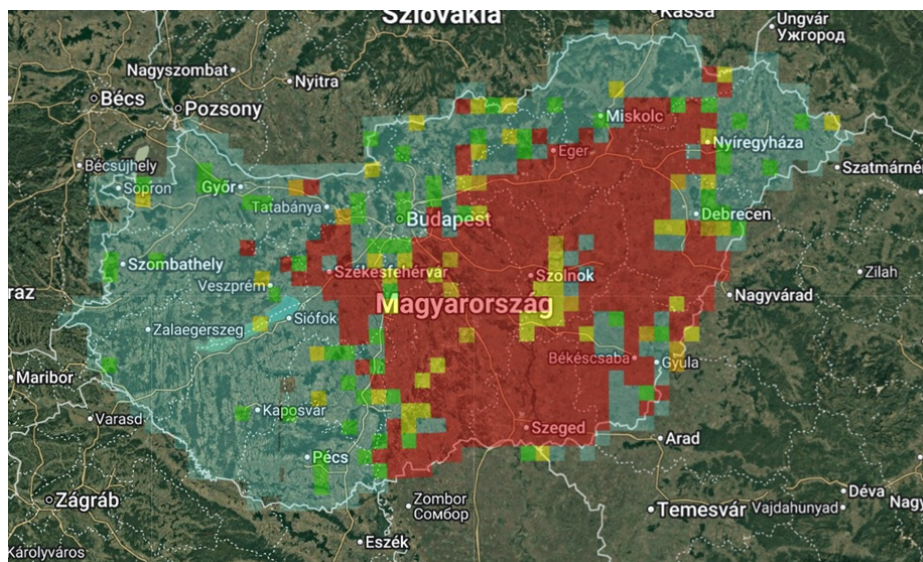 Szlovákia
Kassa
Ungvár
Ужгород
Nagyszombat
Nyitra
Bécs
Pozsony
Miskolc
Nyíregyháza
Eger
Bécsújhely
Szatmárné
Sopron
Győr
Tatabánya
Budapest
Debrecen
Szombathely
Székesfehérvár
Szolnok
Zilah
raz
Veszprém
Magyarország
Nagyvárad
Siófok
Zalaegerszeg
Békéscsaba
Gyula
Maribor
Kaposvár
Varasd
Szeged
Arad
Pécs
Zágráb
Zombor
Сомбор
Temesvár
Déva
Vajdahunyad
Nagy
Eszék
Károlyváros